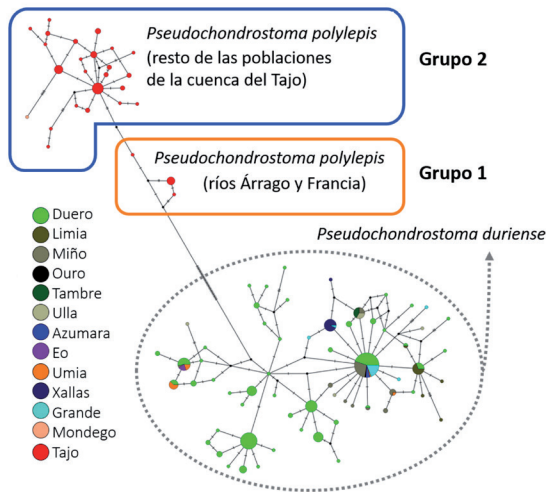 Pseudochondrostoma polylepis
(resto de las poblaciones
de la cuenca del Tajo)
Grupo 2
Pseudochondrostoma polylepis
(ríos Árrago y Francia)
Grupo 1
Pseudochondrostoma duriense
Duero
Limia
Miño
Ouro
Tambre
Ulla
Azumara
Eo
Umia
Xallas
Grande
Mondego
Tajo